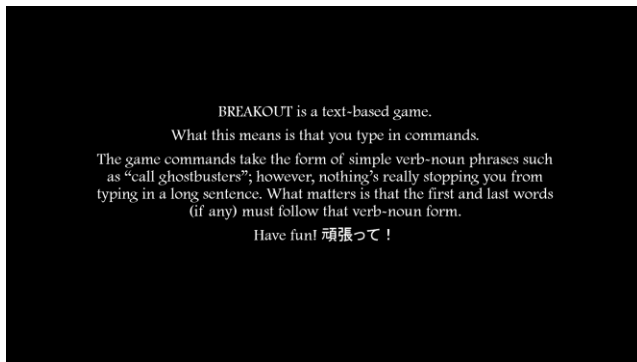 BREAKOUT is a text-based game.
What this means is that you type in commands.
The game commands take the form of simple verb-noun phrases such
as “call ghostbusters”; however, nothing’s really stopping you from
typing in a long sentence. What matters is that the first and last words
(if any) must follow that verb-noun form.
Have fun! 頑張って！